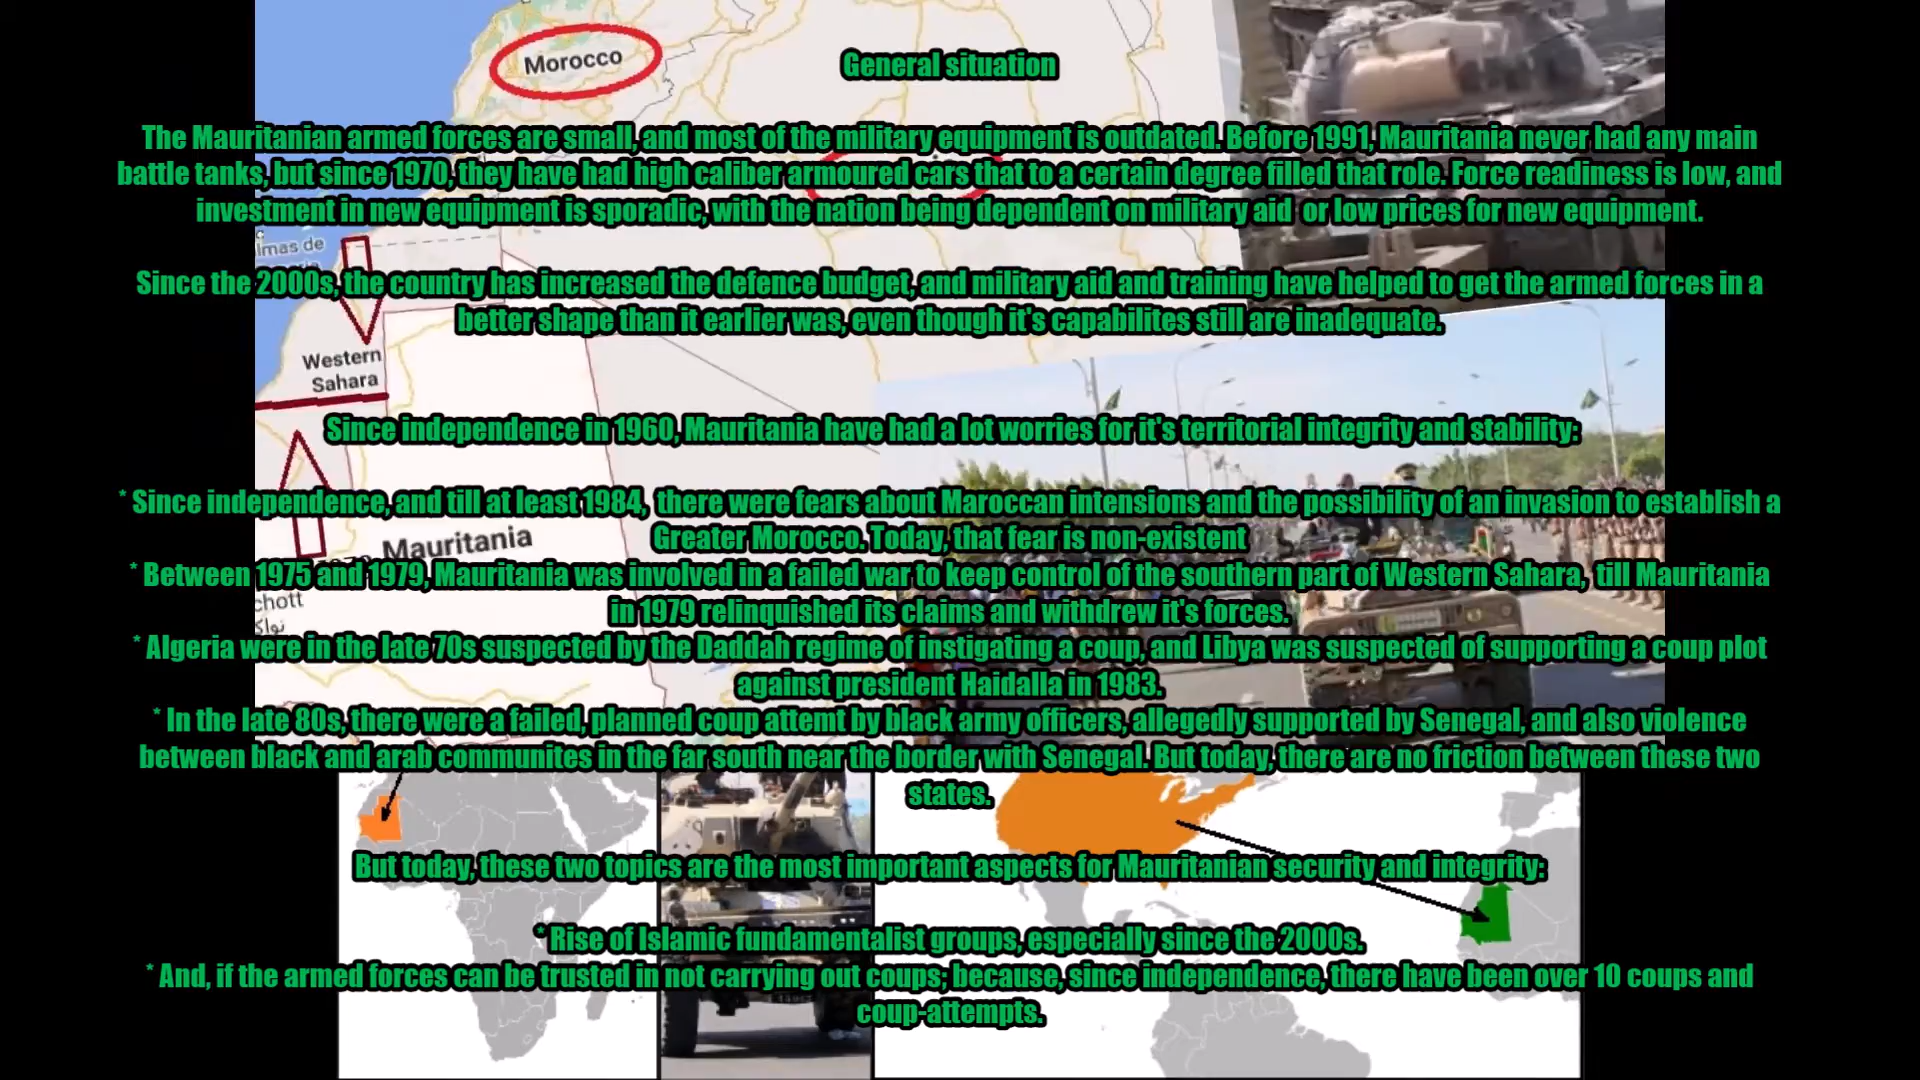 Morocco
General situation
The Mauritanian armed forces are small, and most of the military equipment is outdated. Before 1991, Mauritania never had any main
battle tanks, but since 1970, they have had high caliber armoured cars that to a certain degree filled that role. Force readiness is low, and
investment in new equipment is sporadic, with the nation being dependent on military aid or low prices for new equipment.
lmas de
Since the 2000s, the country has increased the defence budget, and military aid and training have helped to get the armed forces in a
better shape than it earlier was, even though it's capabilites still are inadequate.
Western
Sahara
Since independence in 1960, Mauritania have had a lot worries for it's territorial integrity and stability:
* Since independence, and till at least 1984, there were fears about Maroccan intensions and the possibility of an invasion to establish a
Greater Morocco. Today, that fear is non-existent
Mauritania
* Between 1975 and 1979, Mauritania was involved in a failed war to keep control of the southern part of Western Sahara, till Mauritania
in 1979 relinquished its claims and withdrew it's forces.
chott
* Algeria were in the late 70s suspected by the Daddah regime of instigating a coup, and Libya was suspected of supporting a coup plot
against president Haidalla in 1983.
* In the late 80s, there were a failed, planned coup attemt by black army officers, allegedly supported by Senegal, and also violence
between black and arab communites in the far south near the border with Senegal. But today, there are no friction between these two
states.
But today, these two topics are the most important aspects for Mauritanian security and integrity:
* Rise of Islamic fundamentalist groups, especially since the 2000s.
* And, if the armed forces can be trusted in not carrying out coups; because, since independence, there have been over 10 coups and
coup-attempts.